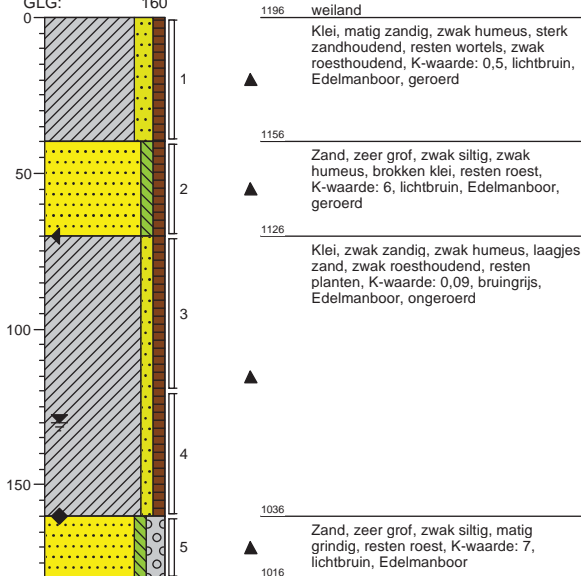 GLG: 160
0
50
100
150
1
2
3
4
5
1196 weiland
Klei, matig zandig, zwak humeus, sterk
zandhoudend, resten wortels, zwak
roesthoudend, K-waarde: 0,5, lichtbruin,
Edelmanboor, geroerd
1156
Zand, zeer grof, zwak siltig, zwak
humeus, brokken klei, resten roest,
K-waarde: 6, lichtbruin, Edelmanboor,
geroerd
1126
Klei, zwak zandig, zwak humeus, laagjes
zand, zwak roesthoudend, resten
planten, K-waarde: 0,09, bruingrijs,
Edelmanboor, ongeroerd
1036
Zand, zeer grof, zwak siltig, matig
grindig, resten roest, K-waarde: 7,
lichtbruin, Edelmanboor
1016